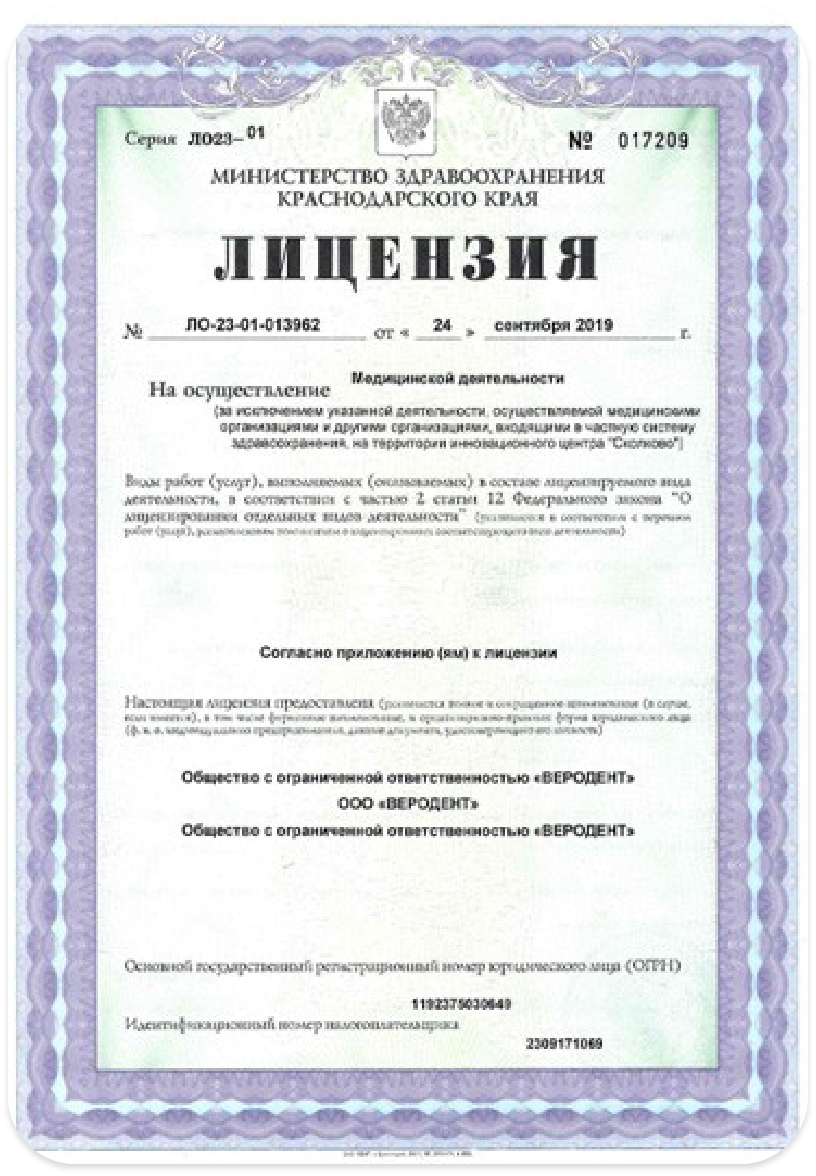 Серия ЛО23-01 № 017209
МИНИСТЕРСТВО ЗДРАВООХРАНЕНИЯ
КРАСНОДАРСКОГО КРАЯ
ЛИЦЕНЗИЯ
№ ЛО-23-01-013962 от « 24 » сентября 2019 г.
На осуществление Медицинской деятельности
(за исключением указанной деятельности, осуществляемой медицинскими
организациями и другими организациями, входящими в частную систему
здравоохранения, на территории инновационного центра "Сколково")
Виды работ (услуг), выполняемых (оказываемых) в составе лицензируемого вида
деятельности, в соответствии с частью 2 статьи 12 Федерального закона "О
лицензировании отдельных видов деятельности" (указываются в соответствии с перечнем
работ (услуг), установленным положением о лицензировании соответствующего вида деятельности)
Согласно приложению (ям) к лицензии
Настоящая лицензия предоставлена (указывается полное и сокращенное наименование (в случае,
если имеется), в том числе фирменное наименование, и организационно-правовая форма юридического лица
(ф. и. о. индивидуального предпринимателя, данные документа, удостоверяющего его личность)
Общество с ограниченной ответственностью «ВЕРОДЕНТ»
ООО «ВЕРОДЕНТ»
Общество с ограниченной ответственностью «ВЕРОДЕНТ»
Основной государственный регистрационный номер юридического лица (ОГРН)
1192375030649
Идентификационный номер налогоплательщика
2309171069